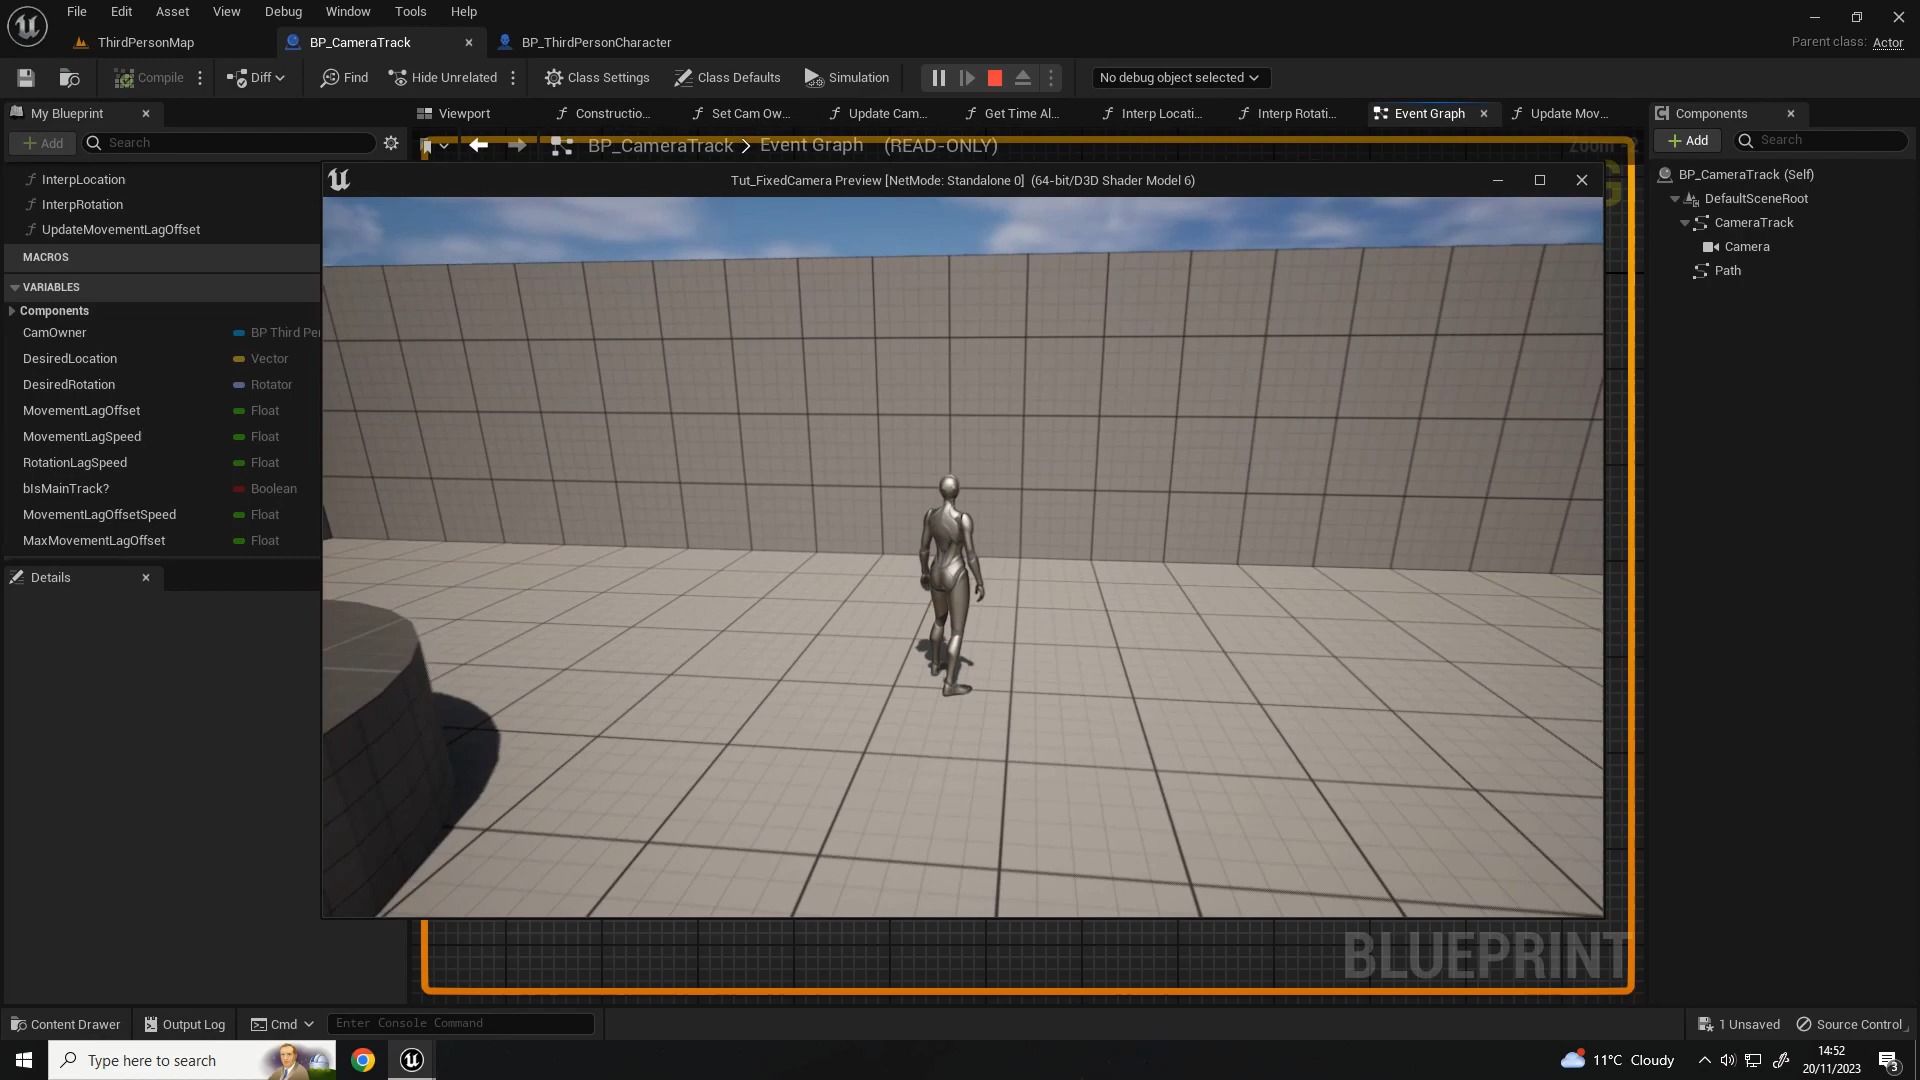 File Edit Asset View Debug Window Tools Help
ThirdPersonMap BP_CameraTrack BP_ThirdPersonCharacter
Parent class: Actor
Compile Diff Find Hide Unrelated Class Settings Class Defaults Simulation No debug object selected
My Blueprint
Viewport Constructio... Set Cam Ow... Update Cam... Get Time Al... Interp Locati... Interp Rotati... Event Graph Update Mov...
Components
Add Search
BP_CameraTrack > Event Graph (READ-ONLY)
Zoom -2
Add Search
InterpLocation
InterpRotation
UpdateMovementLagOffset
MACROS
VARIABLES
Components
CamOwner BP Third Per
DesiredLocation Vector
DesiredRotation Rotator
MovementLagOffset Float
MovementLagSpeed Float
RotationLagSpeed Float
bIsMainTrack? Boolean
MovementLagOffsetSpeed Float
MaxMovementLagOffset Float
Details
Tut_FixedCamera Preview [NetMode: Standalone 0] (64-bit/D3D Shader Model 6)
BP_CameraTrack (Self)
DefaultSceneRoot
CameraTrack
Camera
Path
BLUEPRINT
Content Drawer Output Log Cmd Enter Console Command 1 Unsaved Source Control
Type here to search
11°C Cloudy
14:52
20/11/2023
3